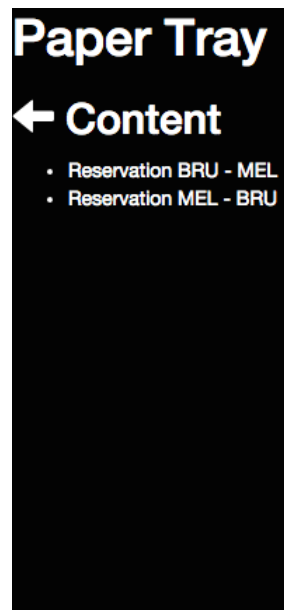 Paper Tray
Content
Reservation BRU - MEL
Reservation MEL - BRU